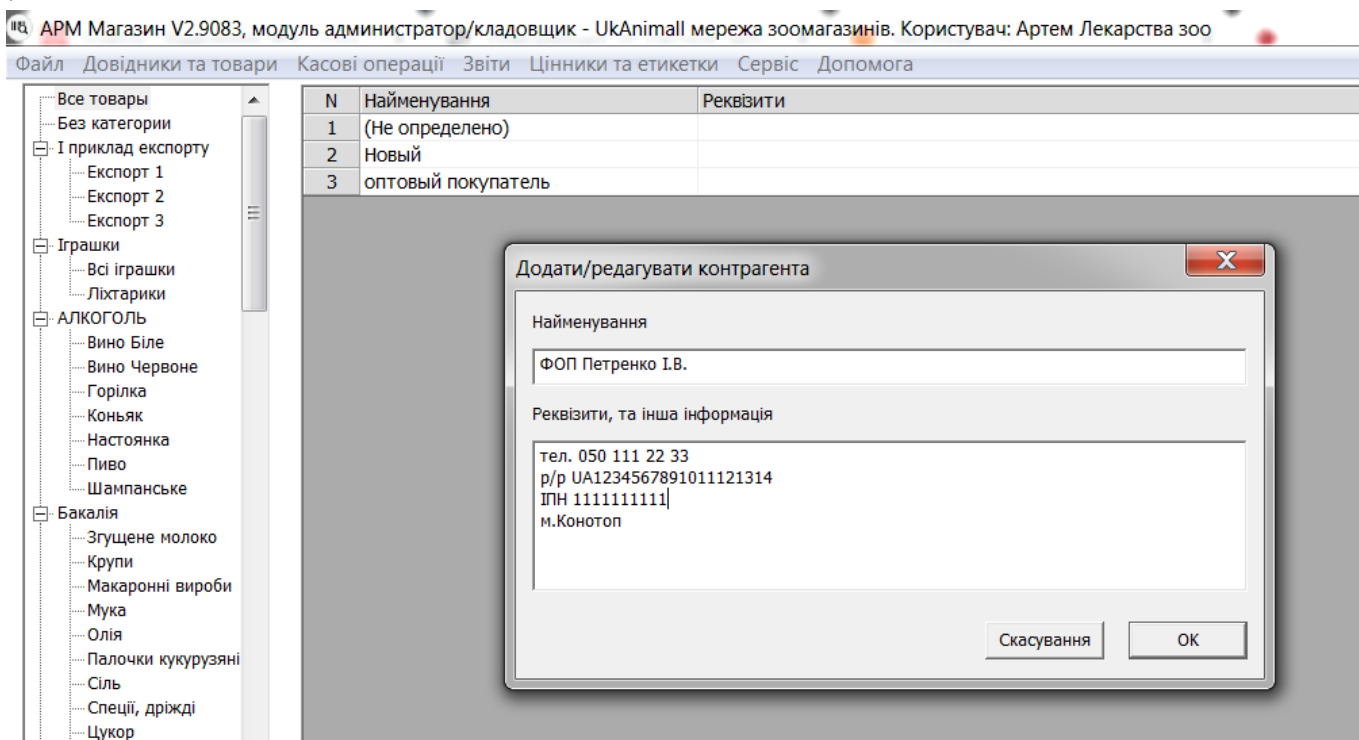 АРМ Магазин V2.9083, модуль администратор/кладовщик - UkAnimall мережа зоомагазинів. Користувач: Артем Лекарства зоо
Файл Довідники та товари Касові операції Звіти Цінники та етикетки Сервіс Допомога
Все товары
Без категории
І приклад експорту
Експорт 1
Експорт 2
Експорт 3
Іграшки
Всі іграшки
Ліхтарики
АЛКОГОЛЬ
Вино Біле
Вино Червоне
Горілка
Коньяк
Настоянка
Пиво
Шампанське
Бакалія
Згущене молоко
Крупи
Макаронні вироби
Мука
Олія
Палочки кукурузяні
Сіль
Спеції, дріжді
Цукор
N Найменування Реквізити
1 (Не определено)
2 Новый
3 оптовый покупатель
Додати/редагувати контрагента
Найменування
ФОП Петренко І.В.
Реквізити, та інша інформація
тел. 050 111 22 33
р/р UA1234567891011121314
ІПН 1111111111
м.Конотоп
Скасування ОК